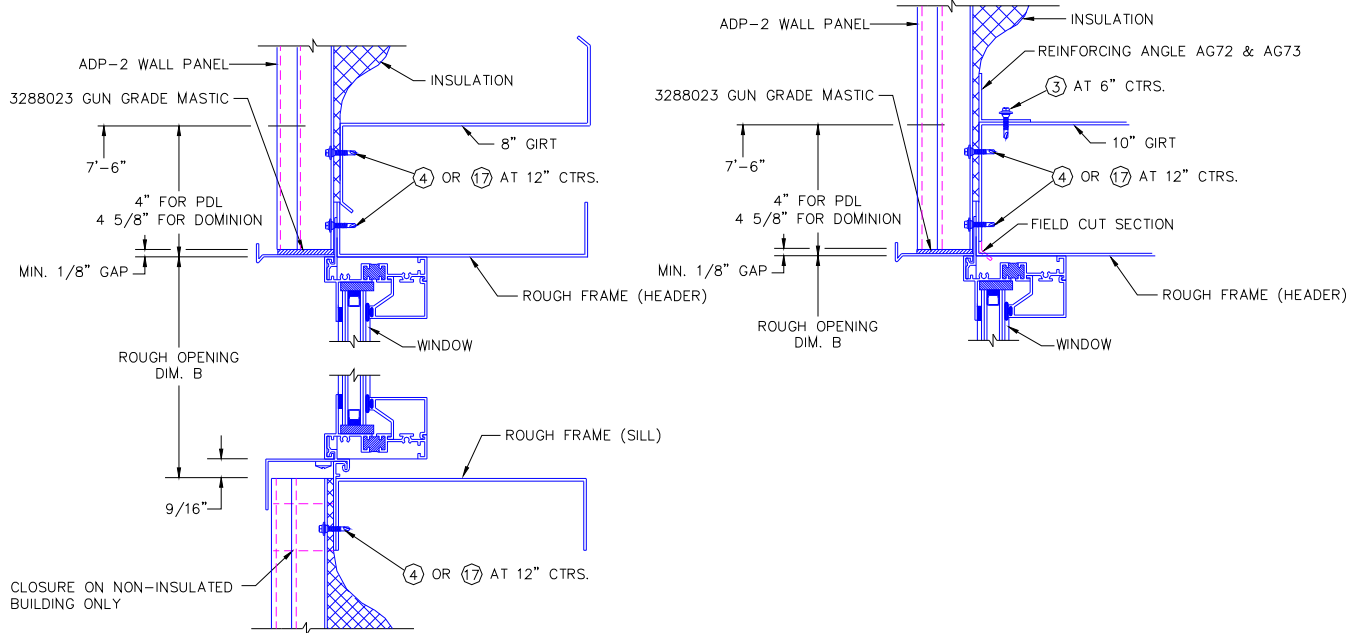 ADP-2 WALL PANEL
INSULATION
3288023 GUN GRADE MASTIC
8" GIRT
7'-6"
4 OR 17 AT 12" CTRS.
4" FOR PDL
4 5/8" FOR DOMINION
MIN. 1/8" GAP
ROUGH FRAME (HEADER)
WINDOW
ROUGH OPENING
DIM. B
ROUGH FRAME (SILL)
9/16"
4 OR 17 AT 12" CTRS.
CLOSURE ON NON-INSULATED
BUILDING ONLY
ADP-2 WALL PANEL
INSULATION
REINFORCING ANGLE AG72 & AG73
3 AT 6" CTRS.
3288023 GUN GRADE MASTIC
10" GIRT
7'-6"
4 OR 17 AT 12" CTRS.
4" FOR PDL
4 5/8" FOR DOMINION
FIELD CUT SECTION
MIN. 1/8" GAP
ROUGH FRAME (HEADER)
ROUGH OPENING
DIM. B
WINDOW